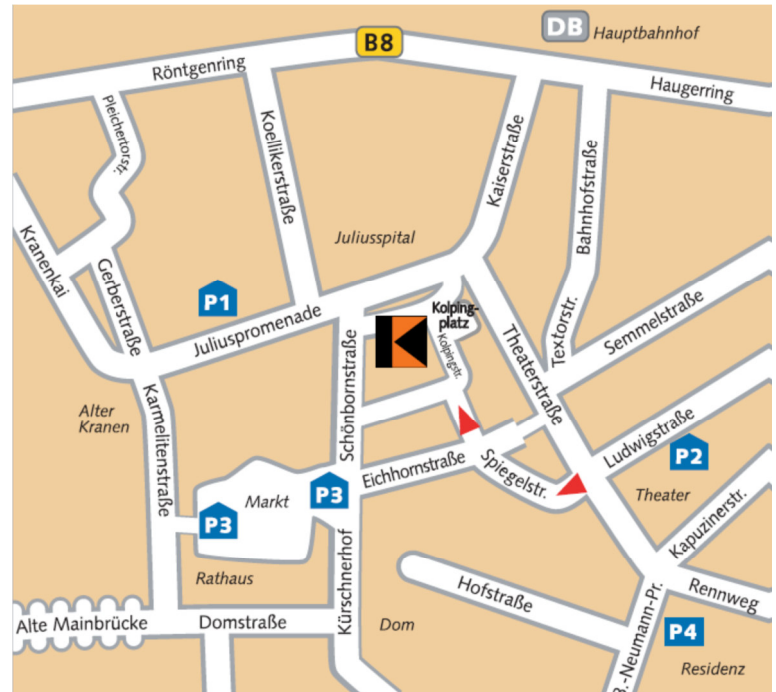 DB
Hauptbahnhof
B8
Röntgenring
Haugerring
Pleichertorstr.
Koellikerstraße
Kaiserstraße
Bahnhofstraße
Juliusspital
Kranenkai
Gerberstraße
P1
Juliuspromenade
Kolping-
platz
Kolpingstr.
Theaterstraße
Textorstr.
Semmelstraße
Schönbornstraße
Alter
Kranen
Karmelitenstraße
Eichhornstraße
Spiegelstr.
Ludwigstraße
P2
Theater
Markt
P3
P3
Kapuzinerstr.
Rathaus
Kürschnerhof
Hofstraße
Rennweg
Alte Mainbrücke
Domstraße
Dom
.-Neumann-Pr.
P4
Residenz